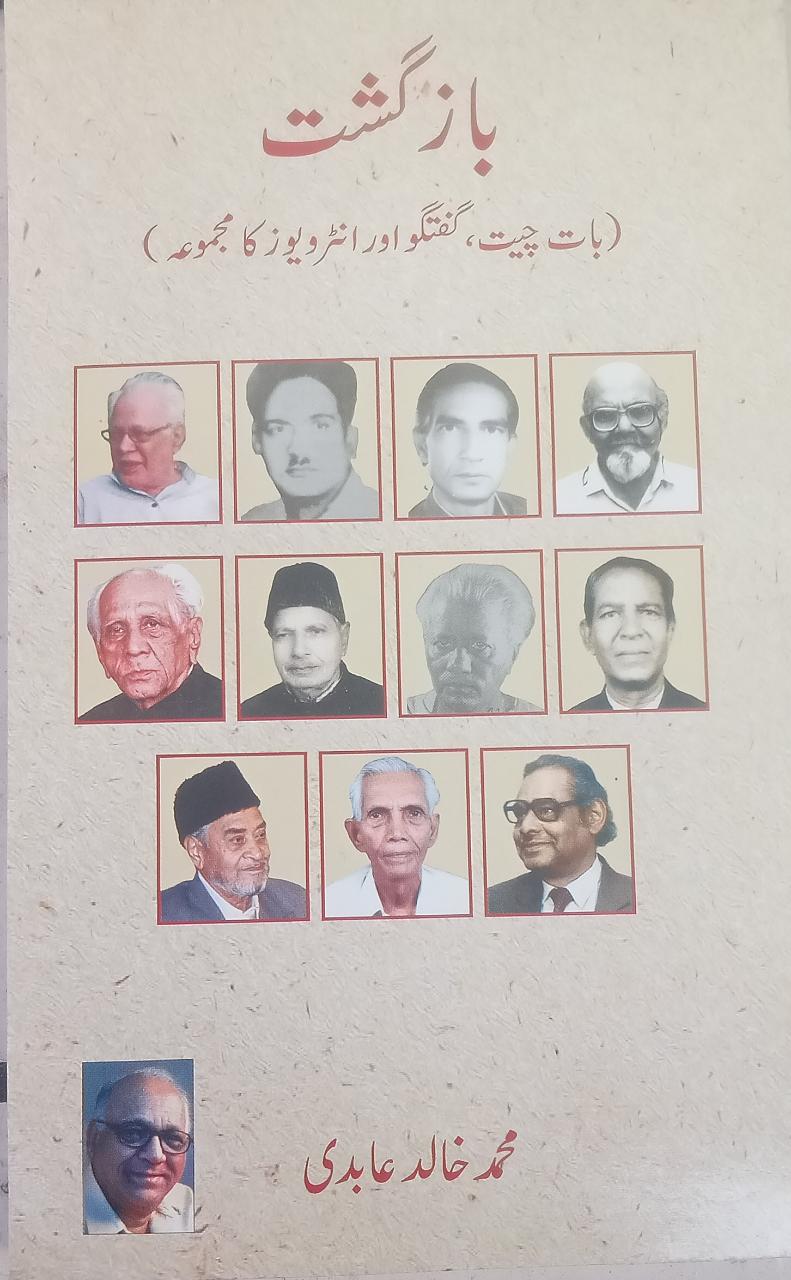 بازگشت
(بات چیت، گفتگو اور انٹرویوز کا مجموعہ)
محمد خالد عابدی